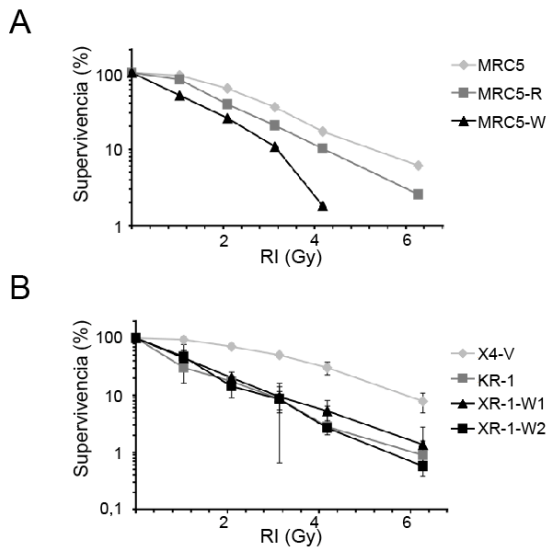 A
Supervivencia (%)
100
10
1
2
4
6
RI (Gy)
MRC5
MRC5-R
MRC5-W
B
Supervivencia (%)
100
10
1
0,1
2
4
6
RI (Gy)
X4-V
KR-1
XR-1-W1
XR-1-W2